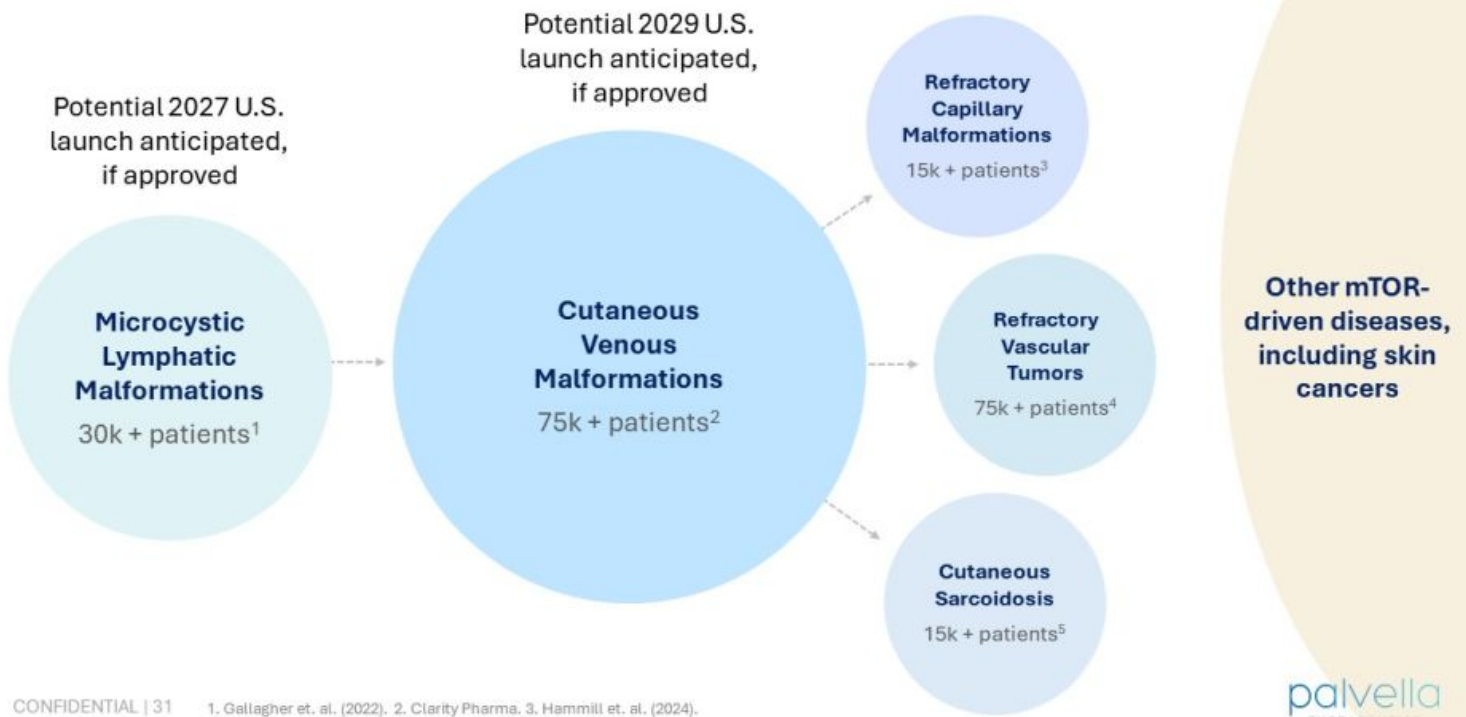 Potential 2027 U.S.
launch anticipated,
if approved
Microcystic
Lymphatic
Malformations
30k + patients¹
Potential 2029 U.S.
launch anticipated,
if approved
Cutaneous
Venous
Malformations
75k + patients²
Refractory
Capillary
Malformations
15k + patients³
Refractory
Vascular
Tumors
75k + patients⁴
Cutaneous
Sarcoidosis
15k + patients⁵
Other mTOR-
driven diseases,
including skin
cancers
CONFIDENTIAL | 31
1. Gallagher et. al. (2022). 2. Clarity Pharma. 3. Hammill et. al. (2024).
palvella